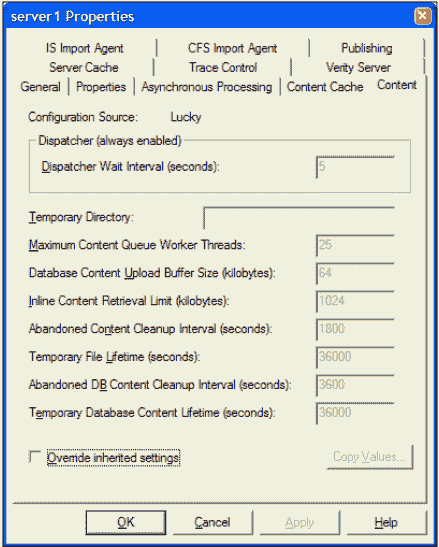 server1 Properties
IS Import Agent | CFS Import Agent | Publishing
Server Cache | Trace Control | Verity Server
General | Properties | Asynchronous Processing | Content Cache | Content
Configuration Source: Lucky
Dispatcher (always enabled)
Dispatcher Wait Interval (seconds): 5
Temporary Directory:
Maximum Content Queue Worker Threads: 25
Database Content Upload Buffer Size (kilobytes): 64
Inline Content Retrieval Limit (kilobytes): 1024
Abandoned Content Cleanup Interval (seconds): 1800
Temporary File Lifetime (seconds): 36000
Abandoned DB Content Cleanup Interval (seconds): 3600
Temporary Database Content Lifetime (seconds): 36000
Override inherited settings Copy Values...
OK Cancel Apply Help